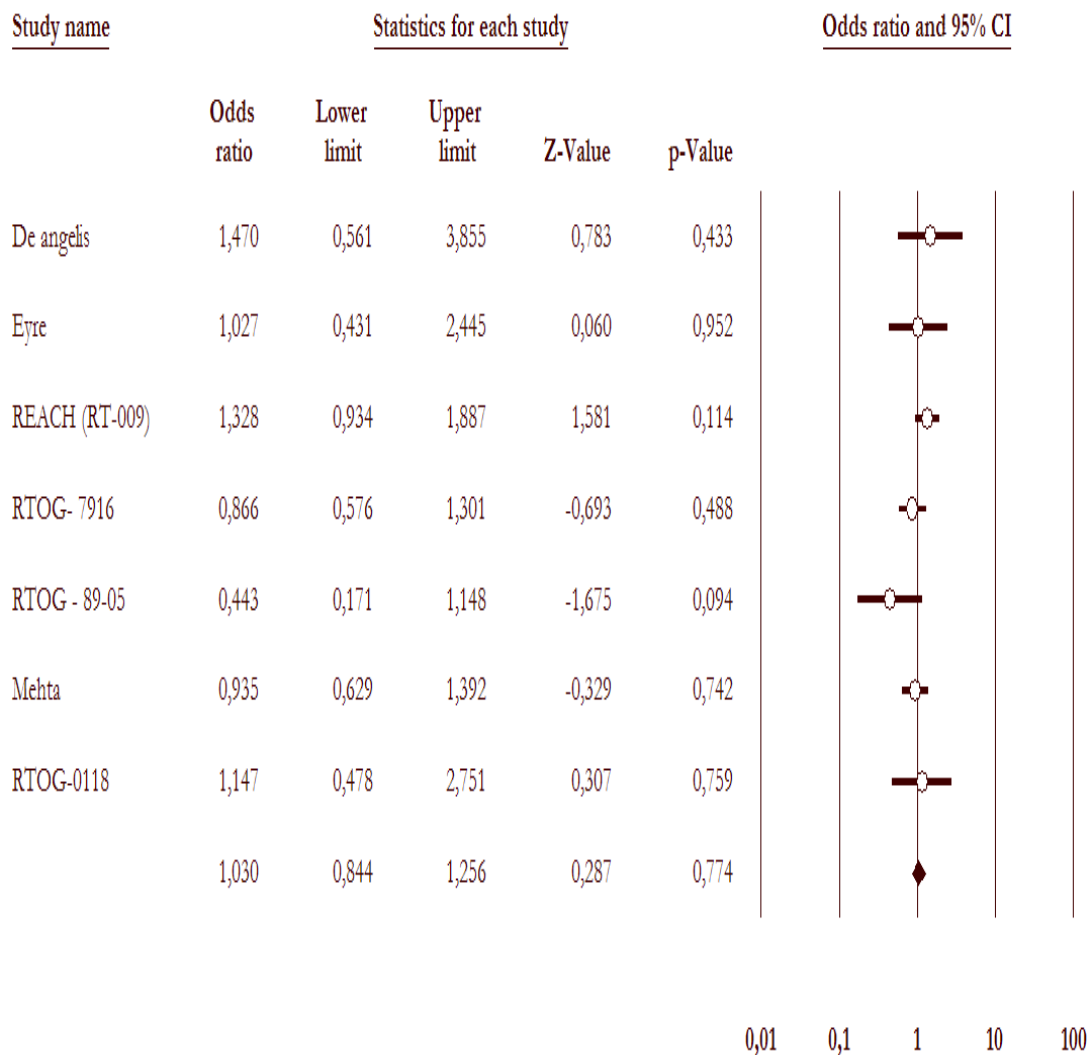 Study name Statistics for each study Odds ratio and 95% CI
Odds Lower Upper
ratio limit limit Z-Value p-Value
De angelis 1,470 0,561 3,855 0,783 0,433
Eyre 1,027 0,431 2,445 0,060 0,952
REACH (RT-009) 1,328 0,934 1,887 1,581 0,114
RTOG- 7916 0,866 0,576 1,301 -0,693 0,488
RTOG - 89-05 0,443 0,171 1,148 -1,675 0,094
Mehta 0,935 0,629 1,392 -0,329 0,742
RTOG-0118 1,147 0,478 2,751 0,307 0,759
1,030 0,844 1,256 0,287 0,774
0,01 0,1 1 10 100